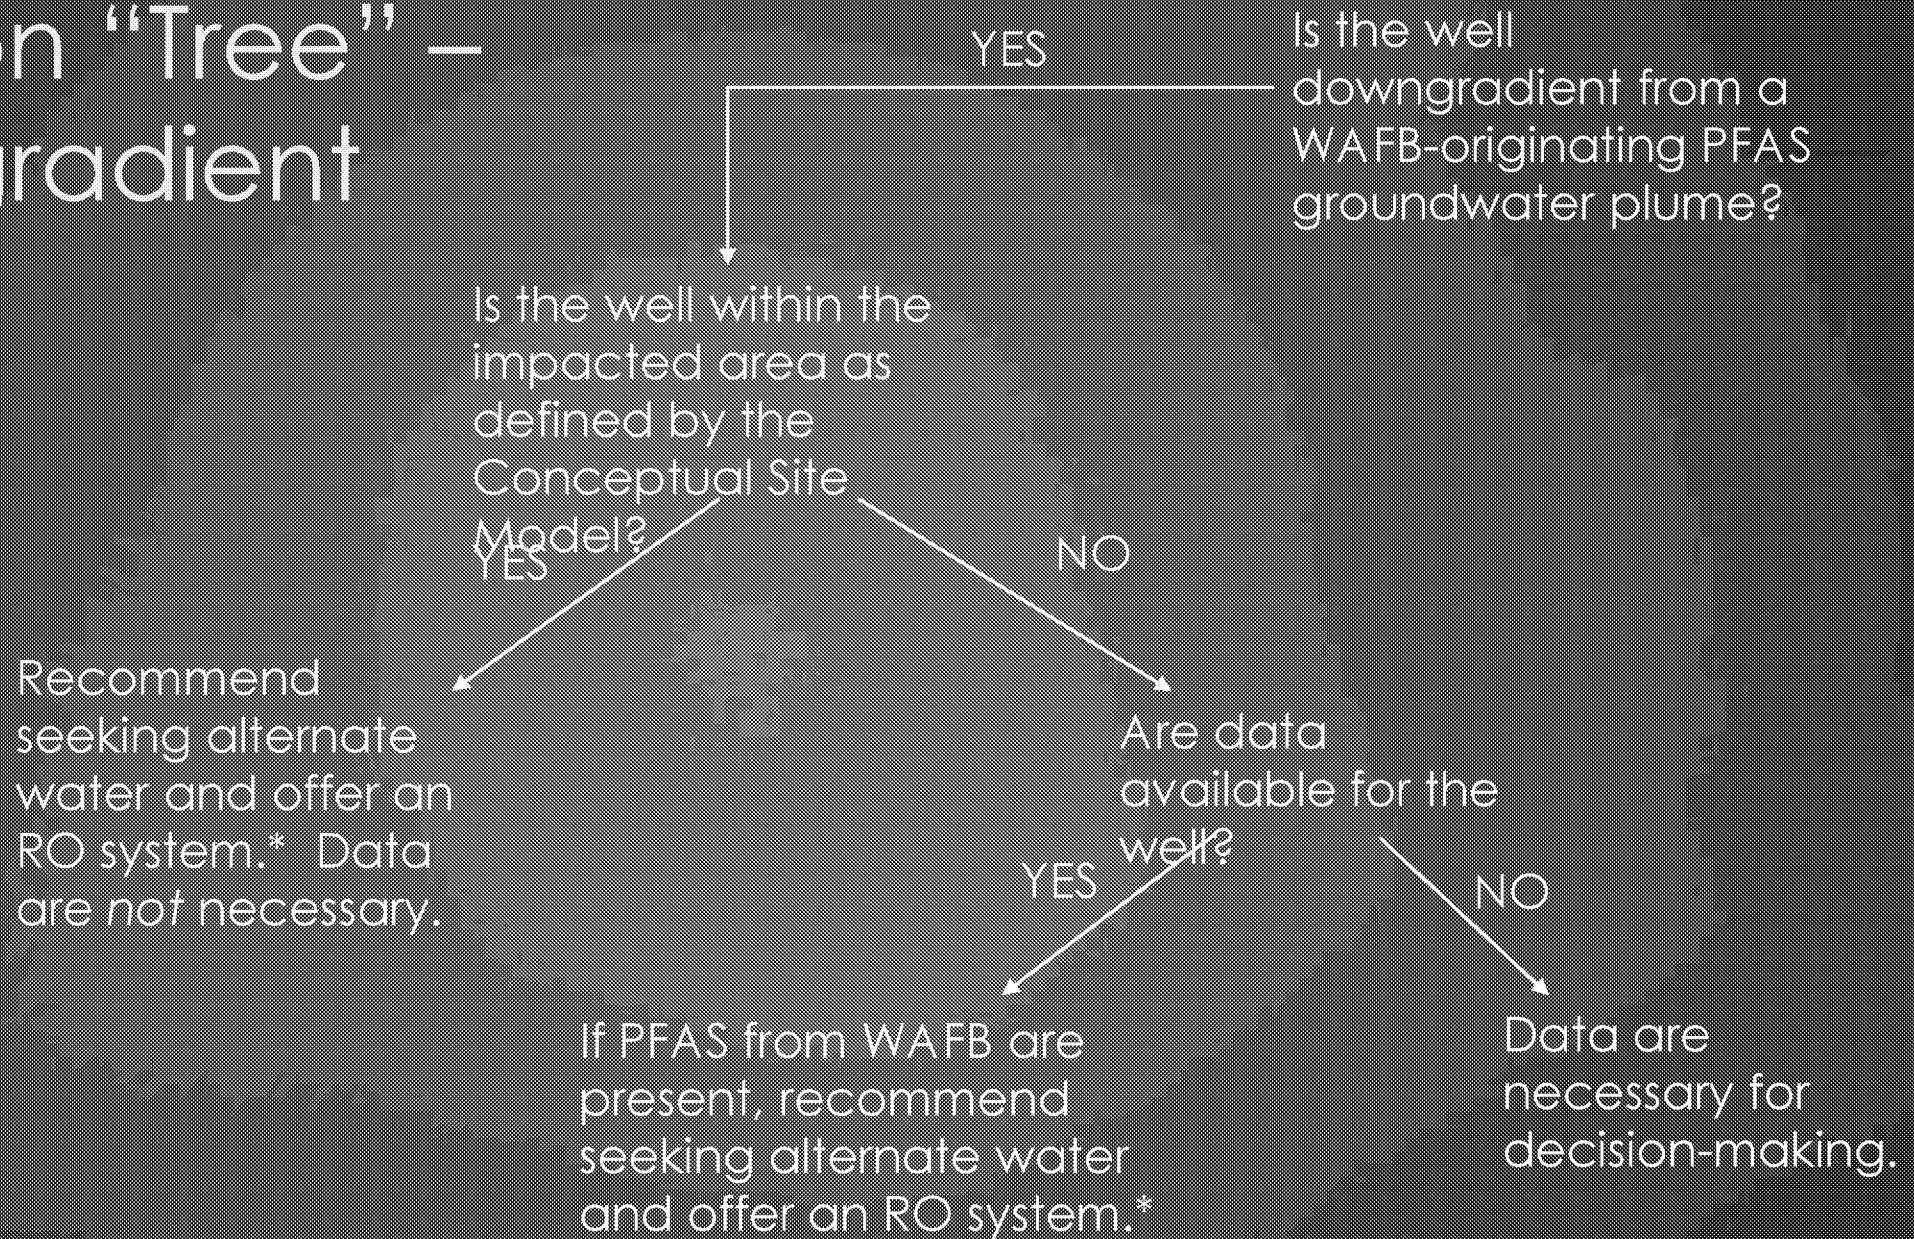 on “Tree” –
gradient
YES
Is the well
downgradient from a
WAFB-originating PFAS
groundwater plume?
Is the well within the
impacted area as
defined by the
Conceptual Site
Model?
YES
NO
Recommend
seeking alternate
water and offer an
RO system.* Data
are not necessary.
Are data
available for the
well?
YES
NO
If PFAS from WAFB are
present, recommend
seeking alternate water
and offer an RO system.*
Data are
necessary for
decision-making.